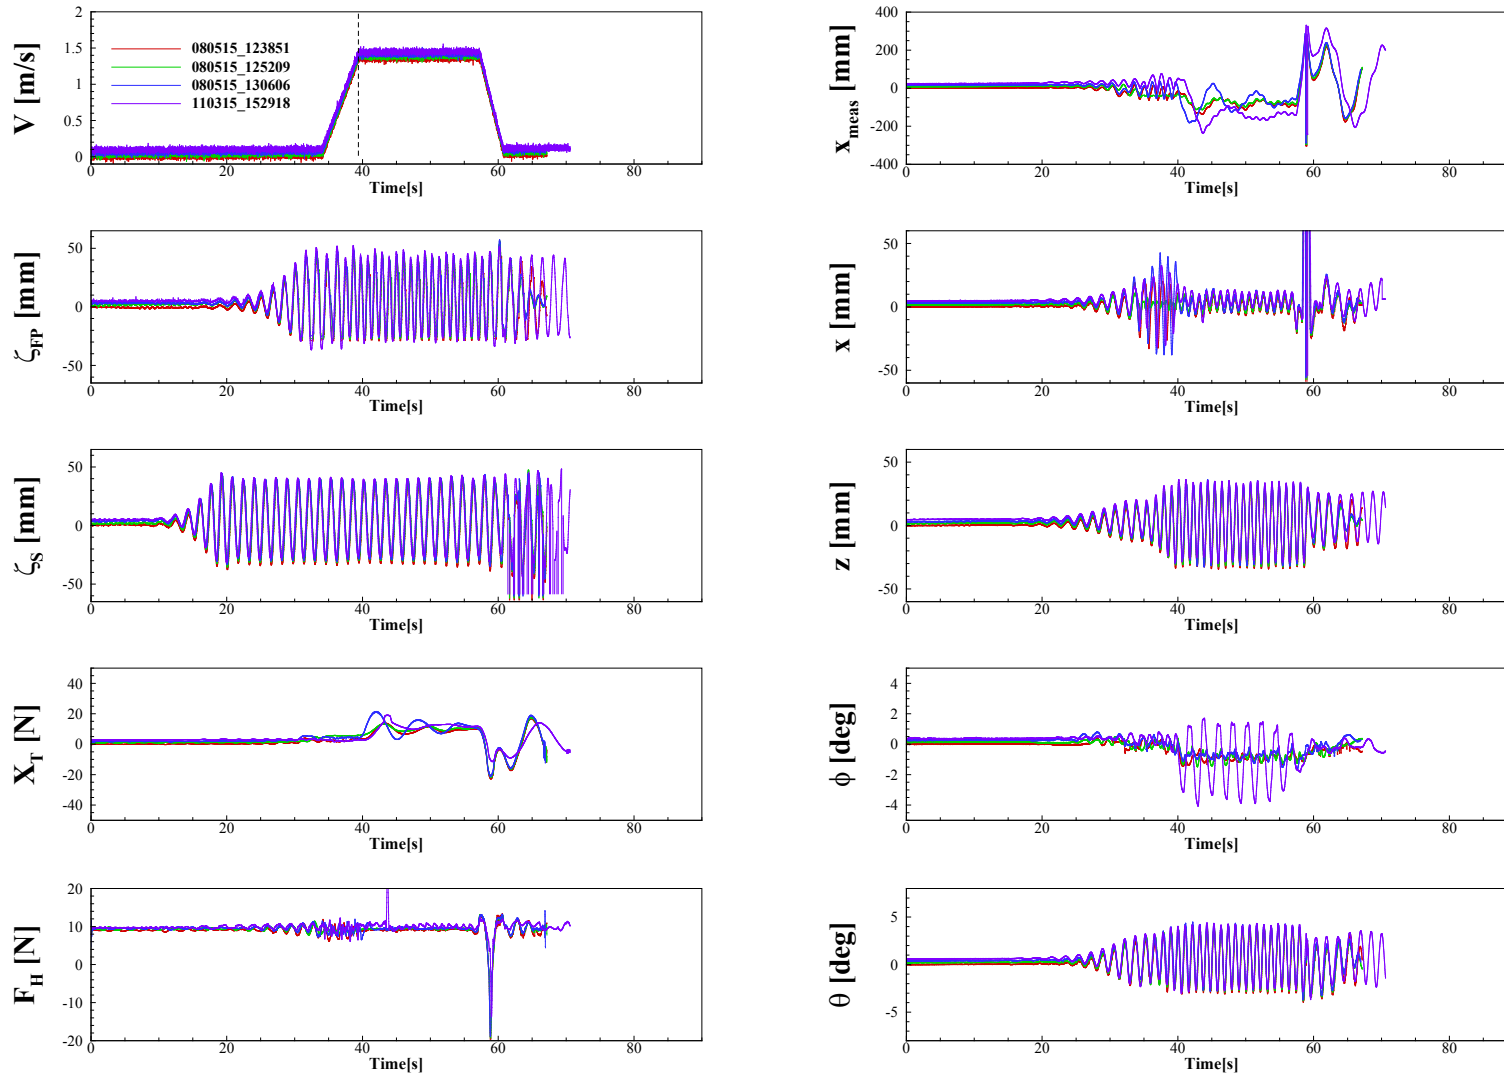 V [m/s]
2
1.5
1
0.5
0
080515_123851
080515_125209
080515_130606
110315_152918
0 20 40 60 80
Time[s]
x_meas [mm]
400
200
0
-200
-400
0 20 40 60 80
Time[s]
ζ_FP [mm]
50
0
-50
0 20 40 60 80
Time[s]
x [mm]
50
0
-50
0 20 40 60 80
Time[s]
ζ_S [mm]
50
0
-50
0 20 40 60 80
Time[s]
z [mm]
50
0
-50
0 20 40 60 80
Time[s]
X_T [N]
40
20
0
-20
-40
0 20 40 60 80
Time[s]
ϕ [deg]
4
2
0
-2
-4
0 20 40 60 80
Time[s]
F_H [N]
20
10
0
-10
-20
0 20 40 60 80
Time[s]
θ [deg]
5
0
-5
0 20 40 60 80
Time[s]